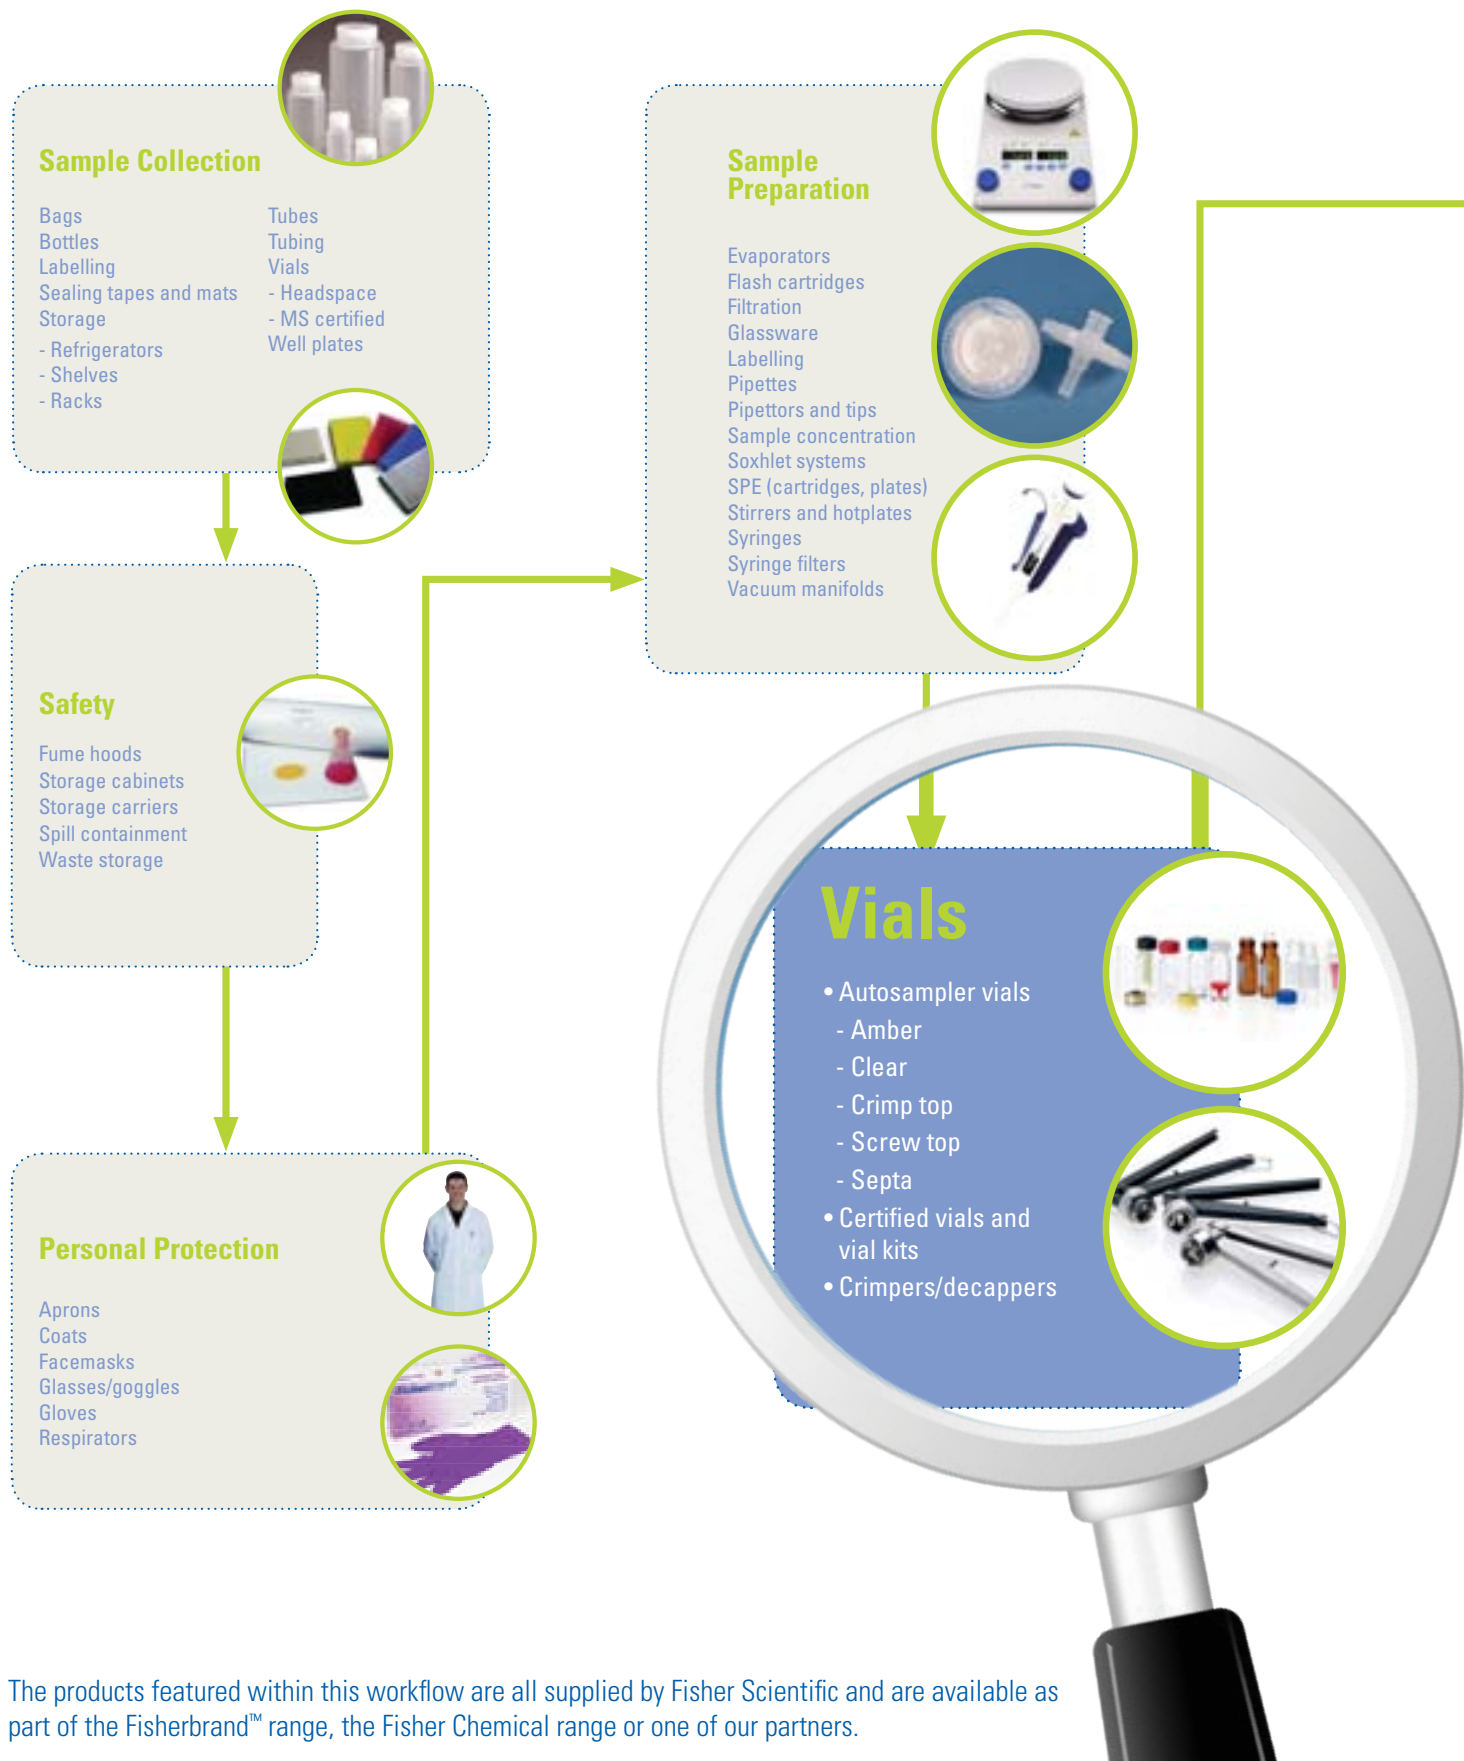 Sample Collection
Bags
Bottles
Labelling
Sealing tapes and mats
Storage
- Refrigerators
- Shelves
- Racks
Tubes
Tubing
Vials
- Headspace
- MS certified
Well plates
Safety
Fume hoods
Storage cabinets
Storage carriers
Spill containment
Waste storage
Personal Protection
Aprons
Coats
Facemasks
Glasses/goggles
Gloves
Respirators
Sample
Preparation
Evaporators
Flash cartridges
Filtration
Glassware
Labelling
Pipettes
Pipettors and tips
Sample concentration
Soxhlet systems
SPE (cartridges, plates)
Stirrers and hotplates
Syringes
Syringe filters
Vacuum manifolds
Vials
• Autosampler vials
- Amber
- Clear
- Crimp top
- Screw top
- Septa
• Certified vials and
vial kits
• Crimpers/decappers
The products featured within this workflow are all supplied by Fisher Scientific and are available as
part of the Fisherbrand™ range, the Fisher Chemical range or one of our partners.